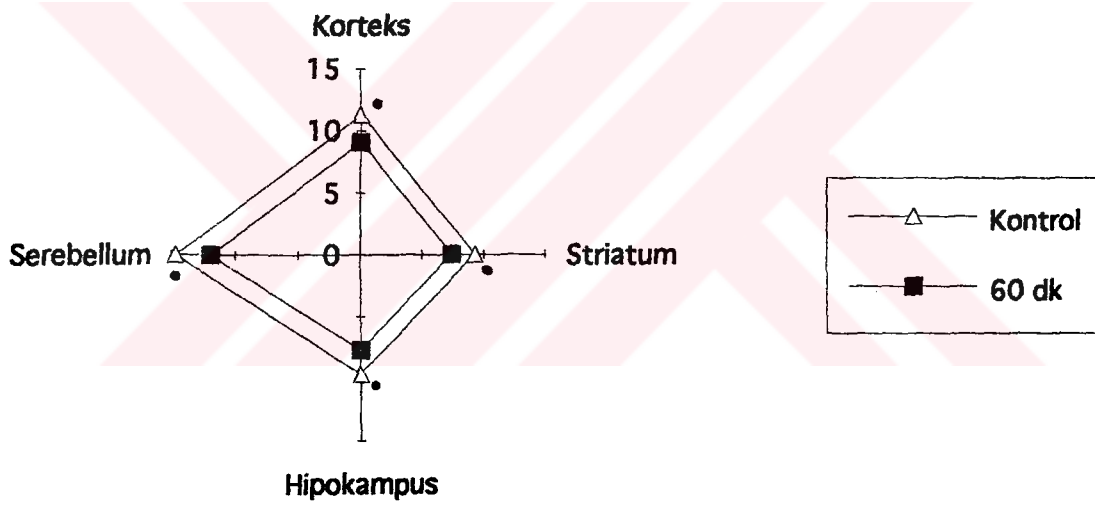 Korteks
15
10
5
Serebellum
0
Striatum
Hipokampus
Kontrol
60 dk